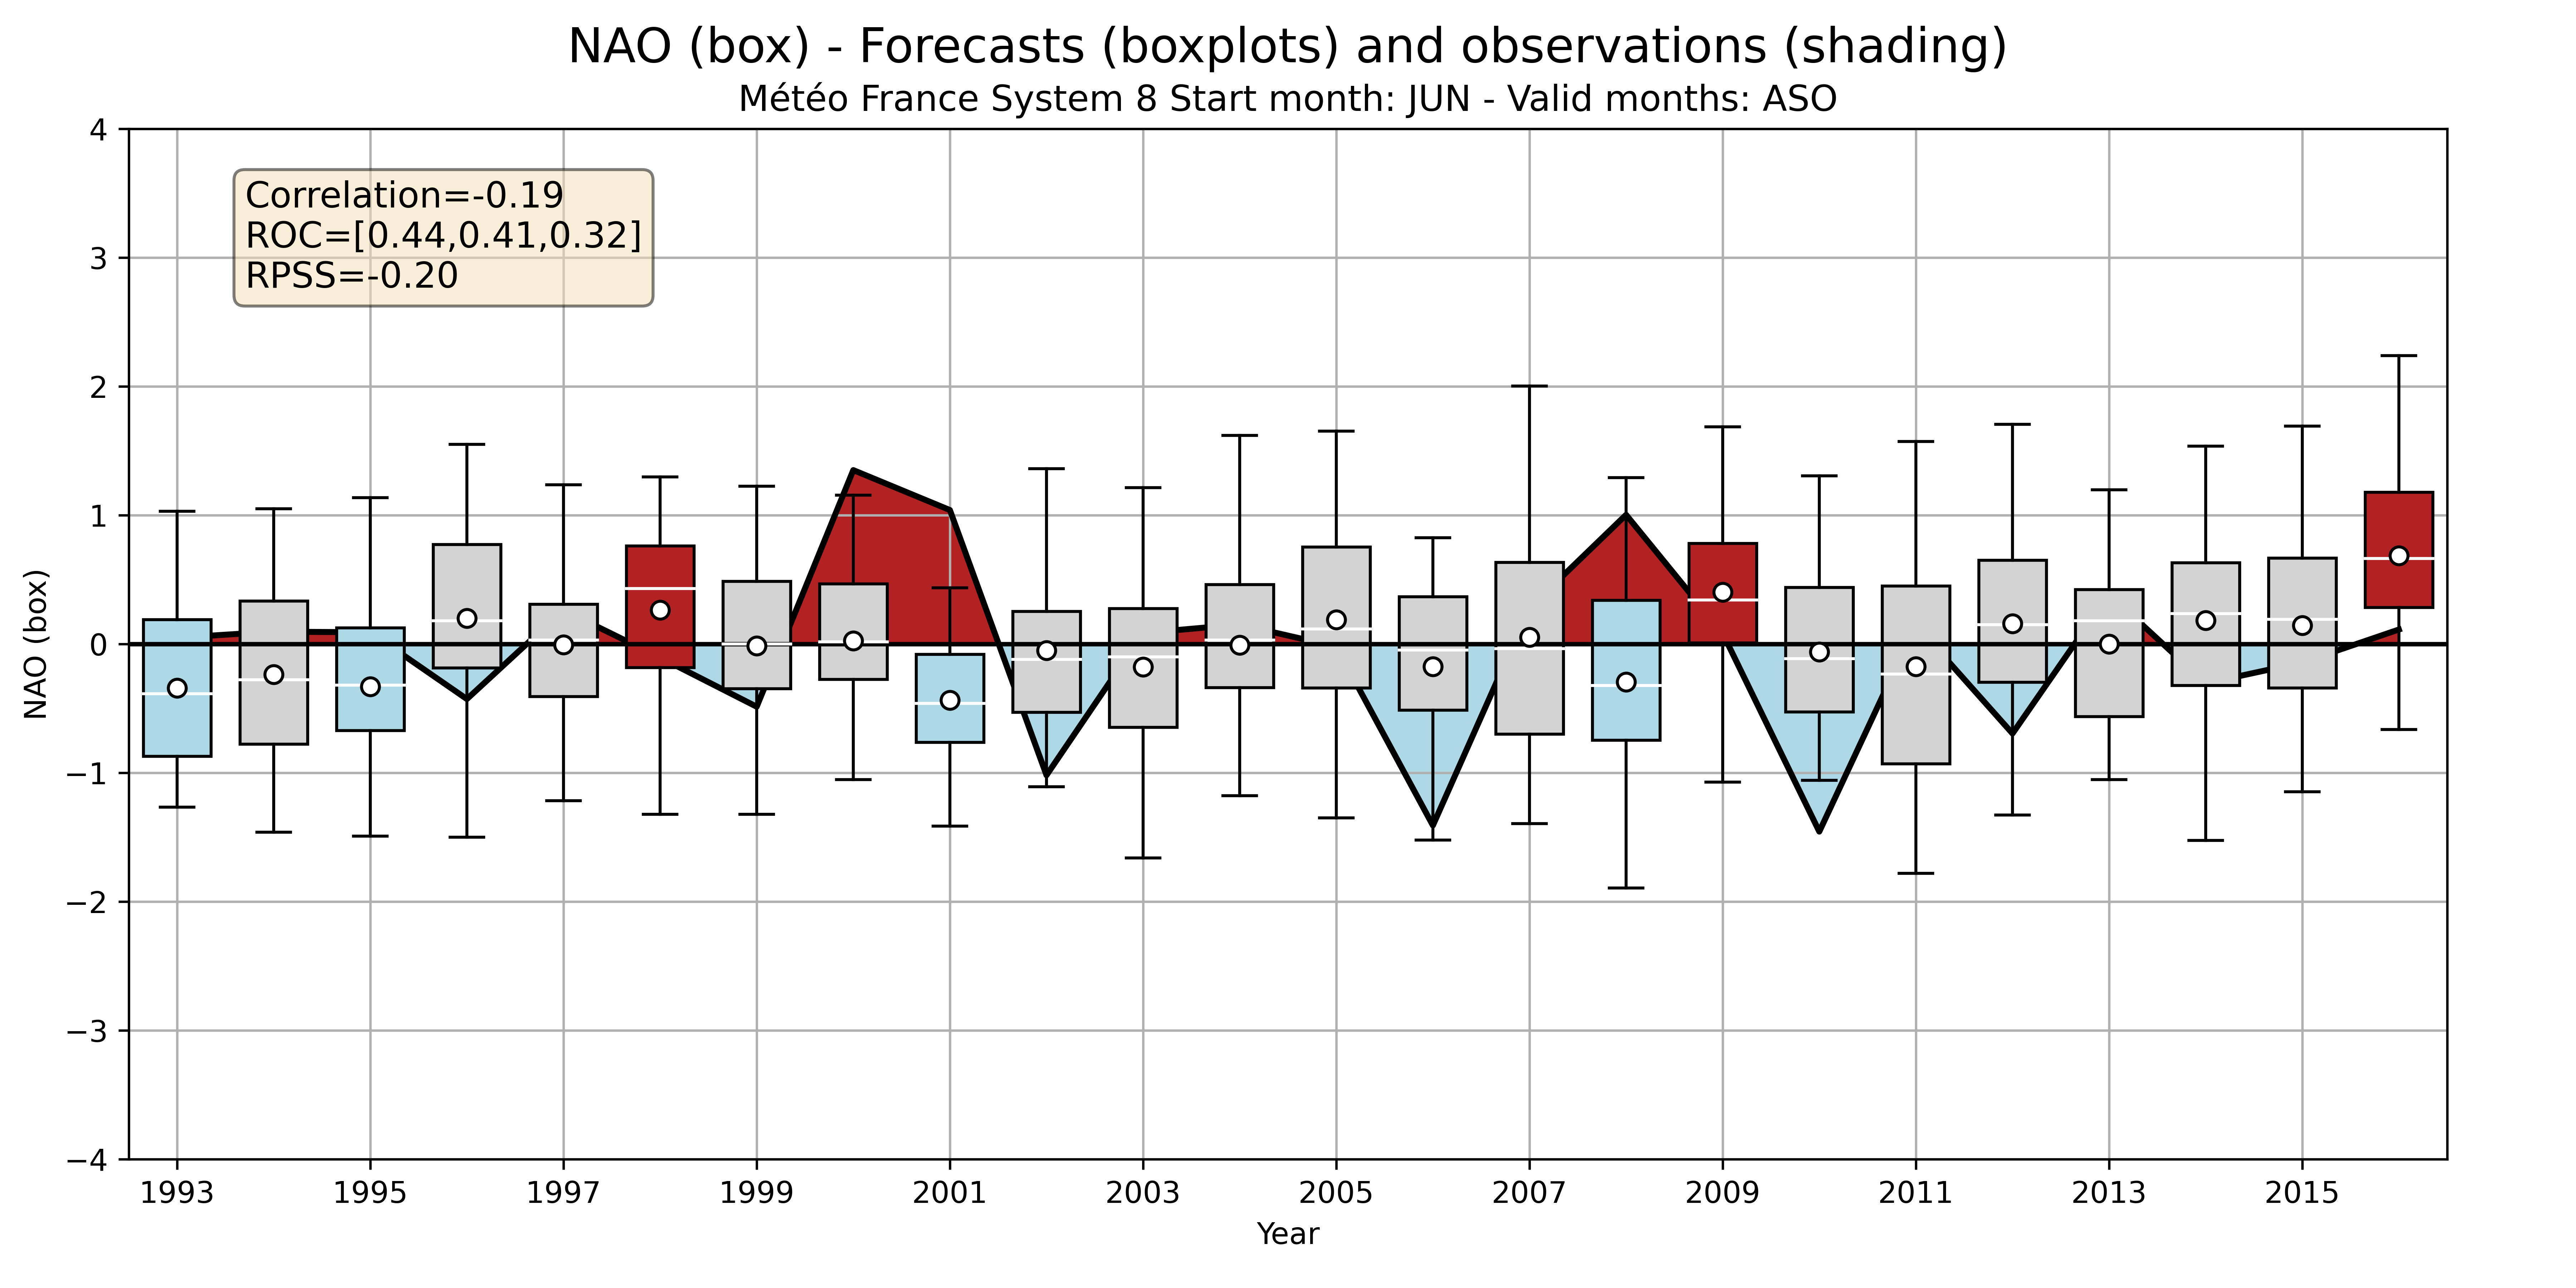 NAO (box) - Forecasts (boxplots) and observations (shading)
Météo France System 8 Start month: JUN - Valid months: ASO
Correlation=-0.19
ROC=[0.44,0.41,0.32]
RPSS=-0.20
NAO (box)
4
3
2
1
0
−1
−2
−3
−4
1993 1995 1997 1999 2001 2003 2005 2007 2009 2011 2013 2015
Year